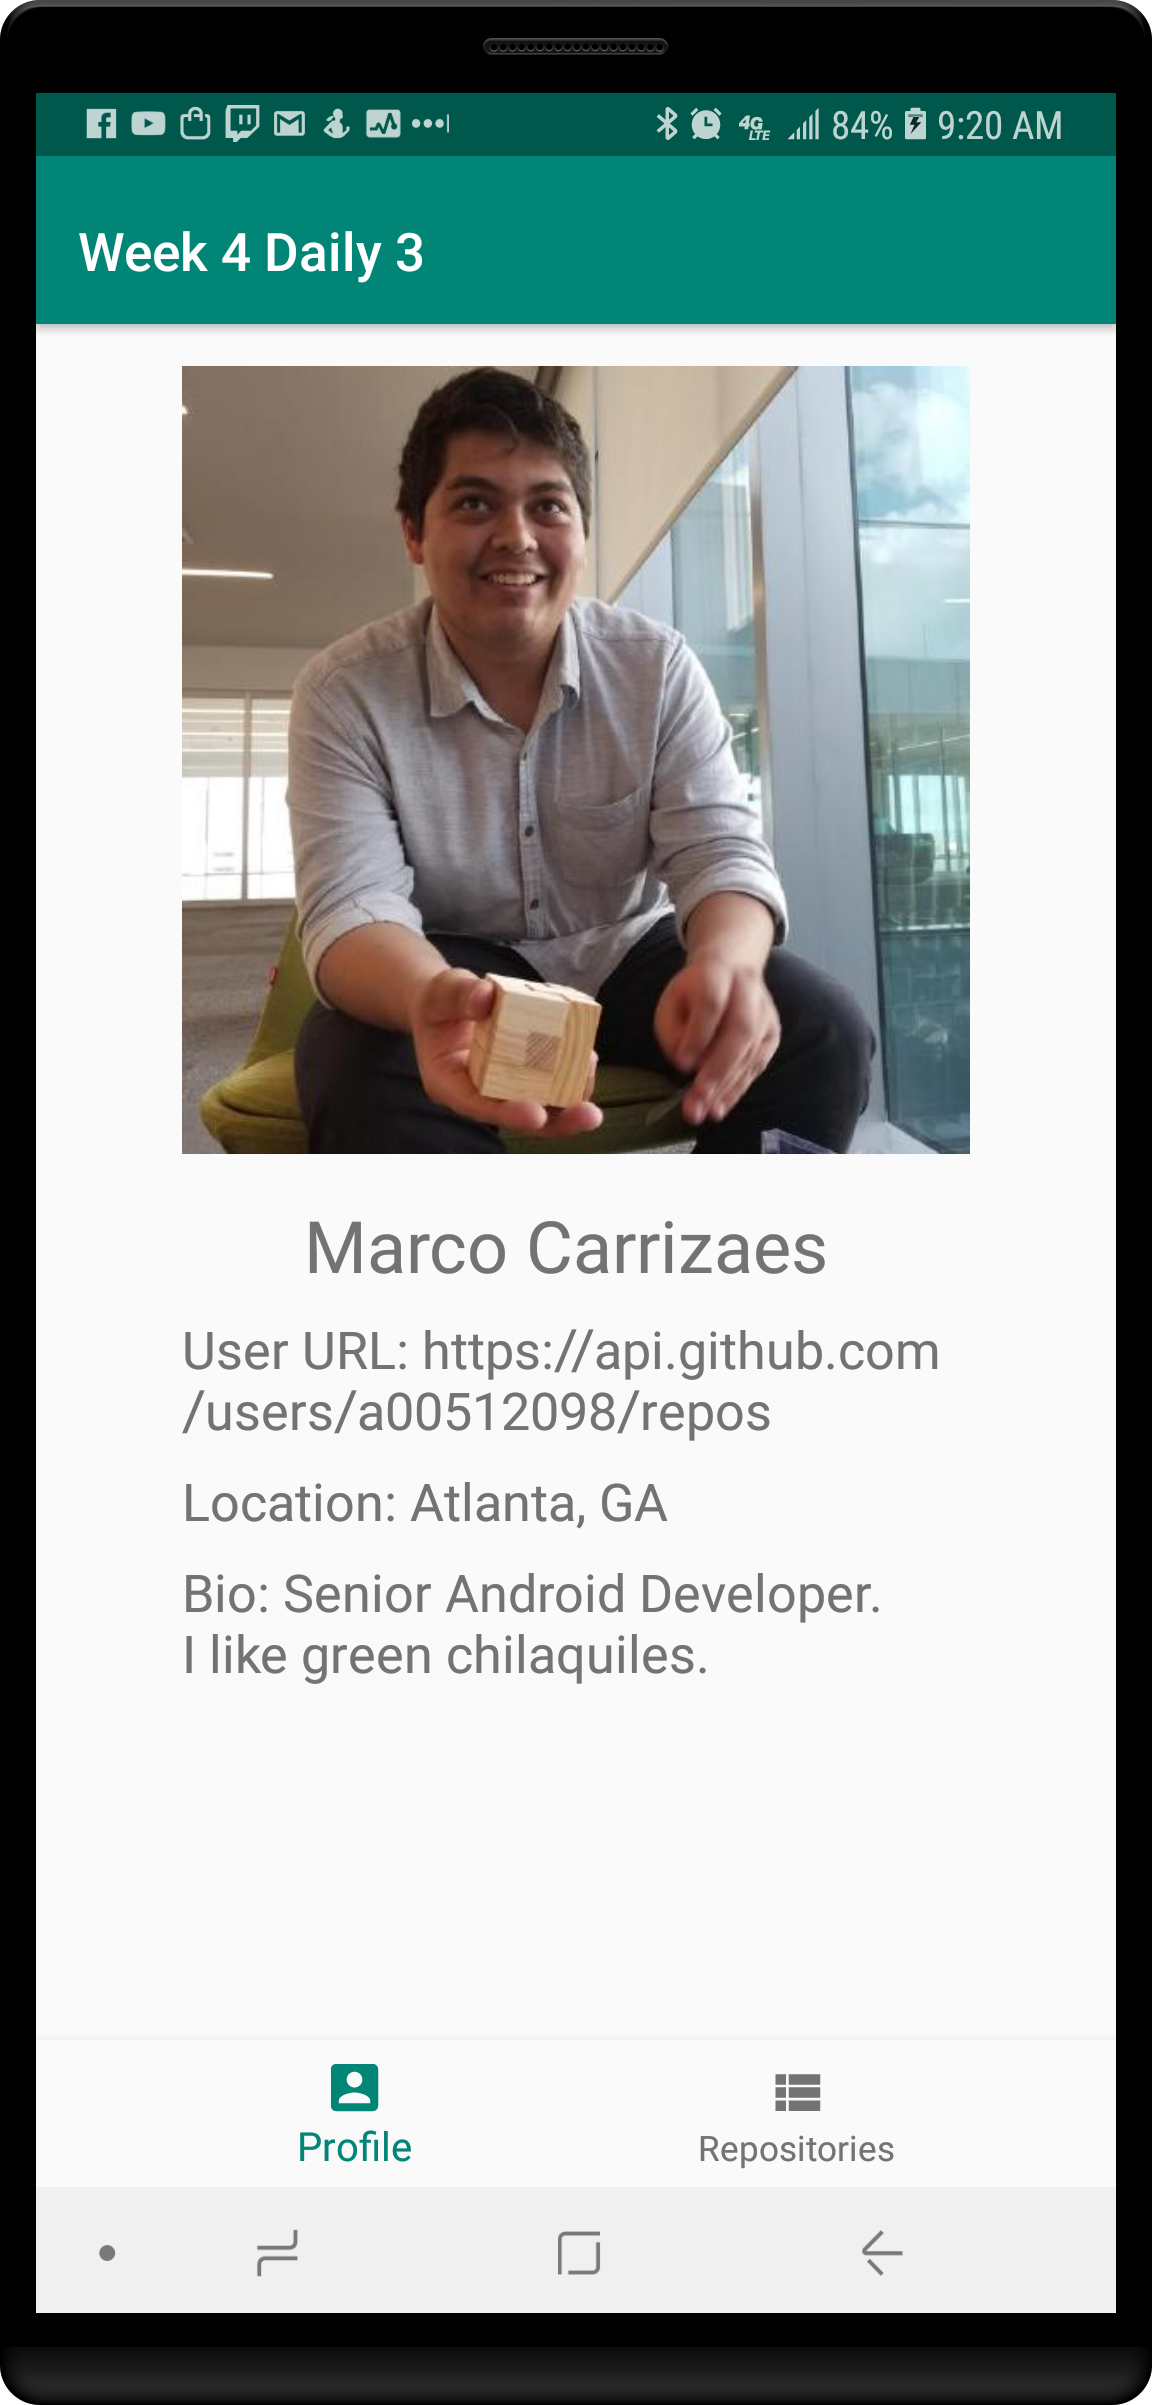 84% 9:20 AM
Week 4 Daily 3
Marco Carrizaes
User URL: https://api.github.com
/users/a00512098/repos
Location: Atlanta, GA
Bio: Senior Android Developer.
I like green chilaquiles.
Profile
Repositories